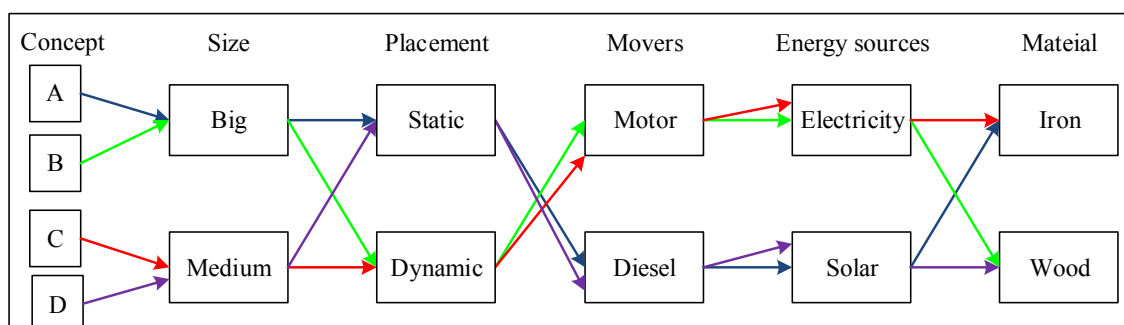 Concept Size Placement Movers Energy sources Mateial
A Big Static Motor Electricity Iron
B
C
Medium Dynamic Diesel Solar Wood
D